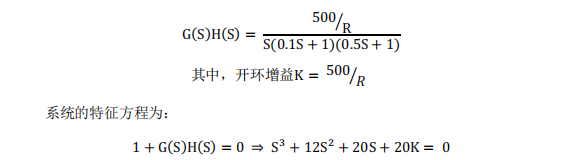 G(S)H(S) = 500/R / S(0.1S + 1)(0.5S + 1)
其中，开环增益K = 500/R
系统的特征方程为：
1 + G(S)H(S) = 0 ⇒ S³ + 12S² + 20S + 20K = 0